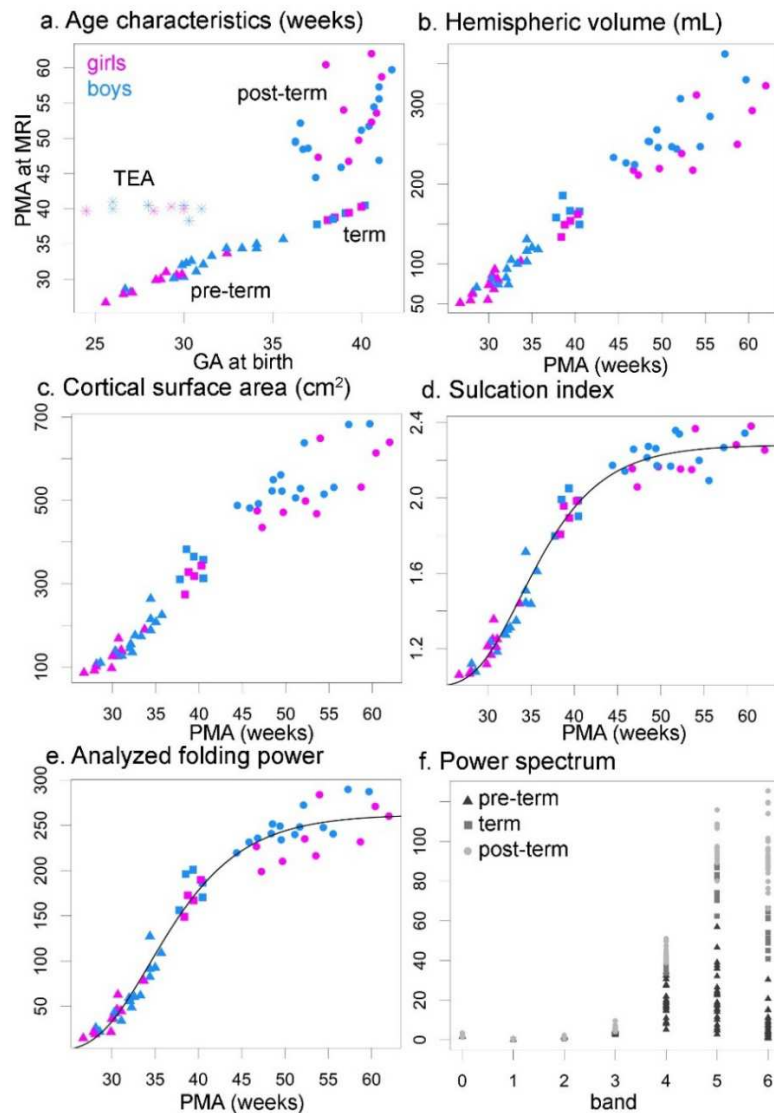 a. Age characteristics (weeks)
girls
boys
post-term
TEA
term
pre-term
PMA at MRI
30 35 40 45 50 55 60
25 30 35 40
GA at birth
b. Hemispheric volume (mL)
50 100 200 300
30 35 40 45 50 55 60
PMA (weeks)
c. Cortical surface area (cm²)
100 300 500 700
30 35 40 45 50 55 60
PMA (weeks)
d. Sulcation index
1.2 1.6 2.0 2.4
30 35 40 45 50 55 60
PMA (weeks)
e. Analyzed folding power
50 100 150 200 250 300
30 35 40 45 50 55 60
PMA (weeks)
f. Power spectrum
pre-term
term
post-term
0 20 40 60 80 100
0 1 2 3 4 5 6
band